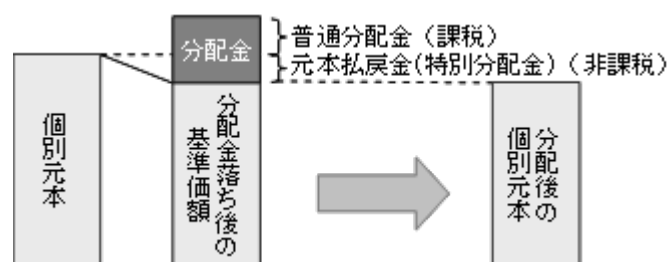 分配金
普通分配金（課税）
元本払戻金(特別分配金)（非課税）
個別元本
分配金落ち後の
基準価額
分配後の
個別元本